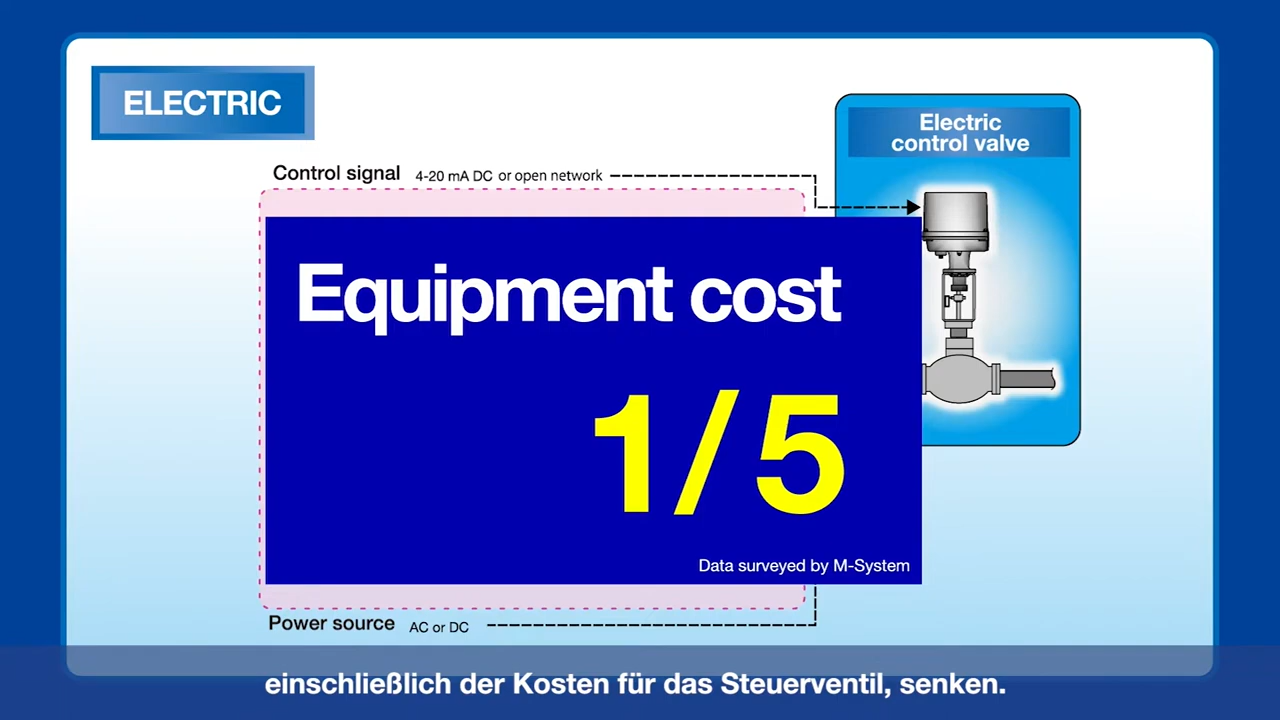 ELECTRIC
Electric
control valve
Control signal 4-20 mA DC or open network
Equipment cost
1/5
Data surveyed by M-System
Power source AC or DC
einschließlich der Kosten für das Steuerventil, senken.